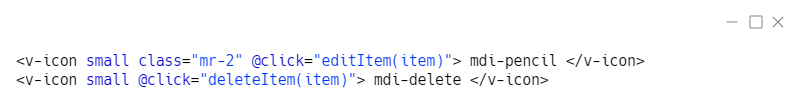 <v-icon small class="mr-2" @click="editItem(item)"> mdi-pencil </v-icon>
<v-icon small @click="deleteItem(item)"> mdi-delete </v-icon>